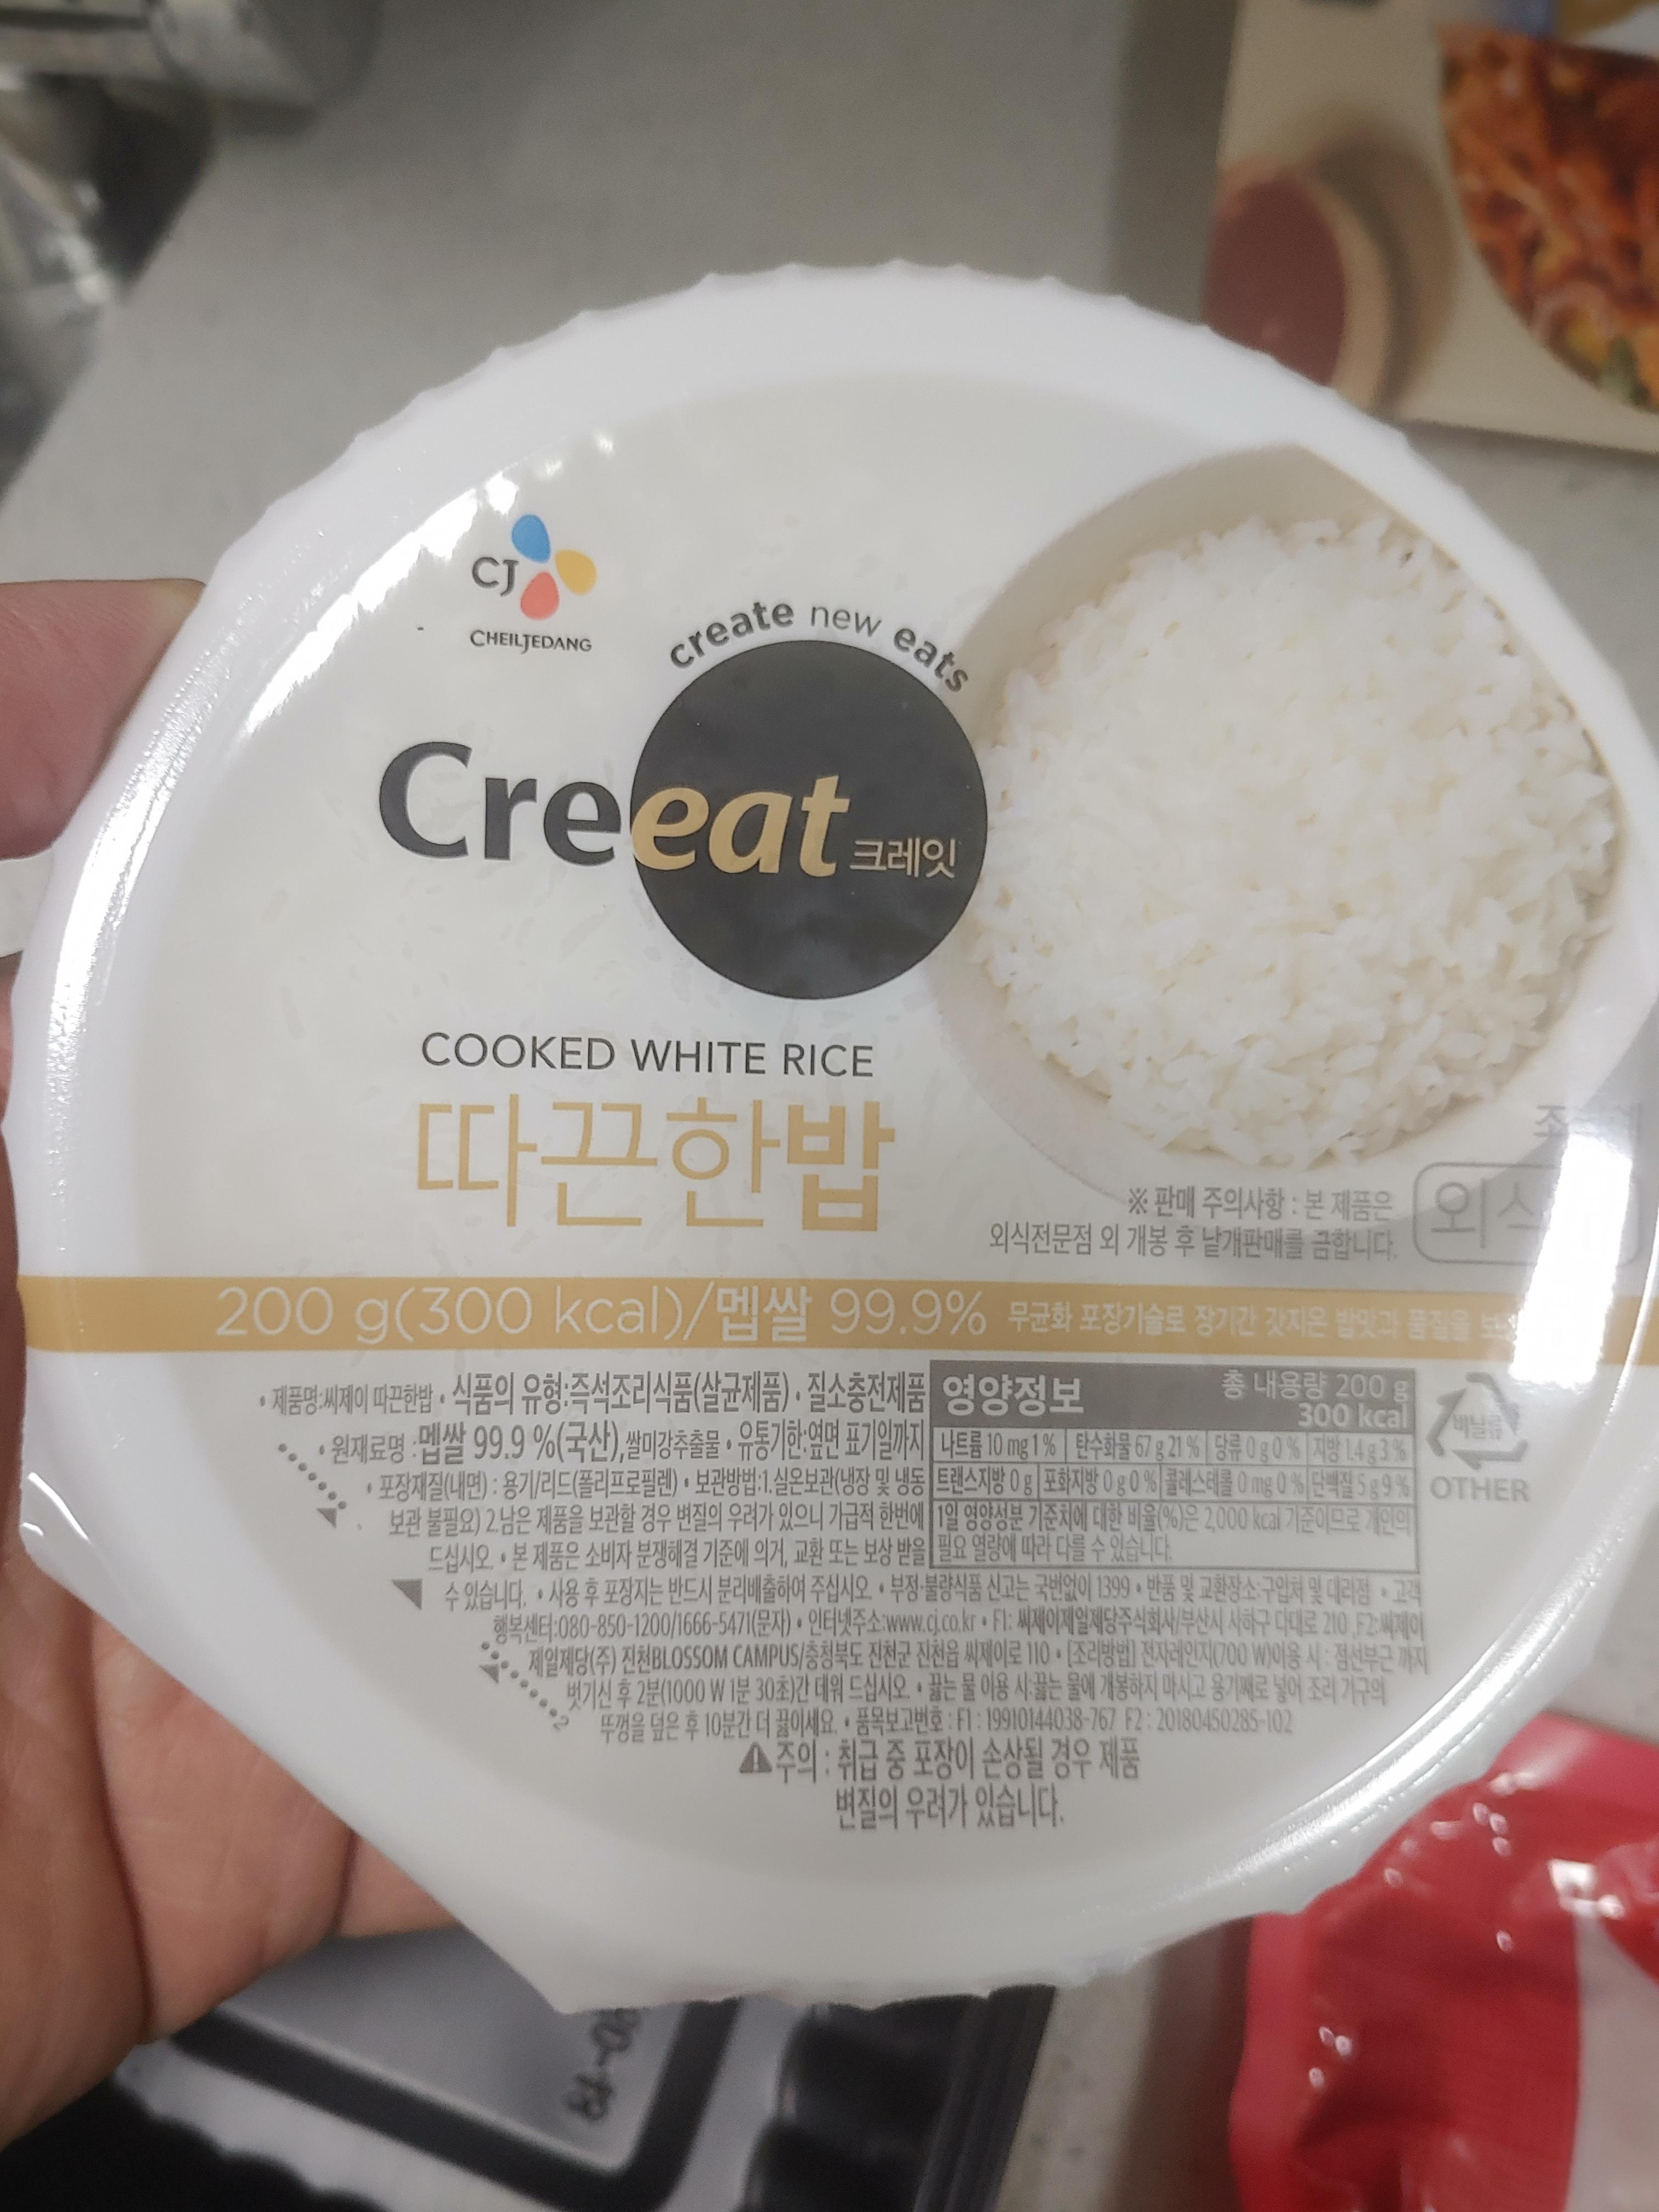 CJ
CHEILJEDANG
create new eats
Creeat 크레잇
COOKED WHITE RICE
따끈한밥
※ 판매 주의사항 : 본 제품은
외식전문점 외 개봉 후 낱개판매를 금합니다.
외식
200 g(300 kcal)/멥쌀 99.9% 무균화 포장기술로 장기간 갓지은 밥맛과 품질을
• 제품명:씨제이 따끈한밥 • 식품의 유형:즉석조리식품(살균제품) • 질소충전제품
• 원재료명 : 멥쌀 99.9 %(국산),쌀미강추출물 • 유통기한:옆면 표기일까지
• 포장재질(내면) : 용기/리드(폴리프로필렌) • 보관방법:1.실온보관(냉장 및 냉동
보관 불필요) 2.남은 제품을 보관할 경우 변질의 우려가 있으니 가급적 한번에
드십시오. • 본 제품은 소비자 분쟁해결 기준에 의거, 교환 또는 보상 받을
영양정보 총 내용량 200 g
300 kcal
나트륨 10 mg 1% 탄수화물 67 g 21% 당류 0 g 0% 지방 1.4 g 3%
트랜스지방 0 g 포화지방 0 g 0% 콜레스테롤 0 mg 0% 단백질 5 g 9%
1일 영양성분 기준치에 대한 비율(%)은 2,000 kcal 기준이므로 개인의
필요 열량에 따라 다를 수 있습니다.
비닐류
OTHER
수 있습니다. • 사용 후 포장지는 반드시 분리배출하여 주십시오. • 부정·불량식품 신고는 국번없이 1399 • 반품 및 교환장소:구입처 및 대리점 • 고객
행복센터:080-850-1200/1666-5471(문자) • 인터넷주소:www.cj.co.kr • F1: 씨제이제일제당주식회사/부산시 사하구 다대로 210 ,F2:씨제이
제일제당(주) 진천BLOSSOM CAMPUS/충청북도 진천군 진천읍 씨제이로 110 • [조리방법] 전자레인지(700 W)이용 시 : 점선부근 까지
벗기신 후 2분(1000 W 1분 30초)간 데워 드십시오. • 끓는 물 이용 시:끓는 물에 개봉하지 마시고 용기째로 넣어 조리 기구의
뚜껑을 덮은 후 10분간 더 끓이세요. • 품목보고번호 : F1 : 19910144038-767 F2 : 20180450285-102
2
주의 : 취급 중 포장이 손상될 경우 제품
변질의 우려가 있습니다.